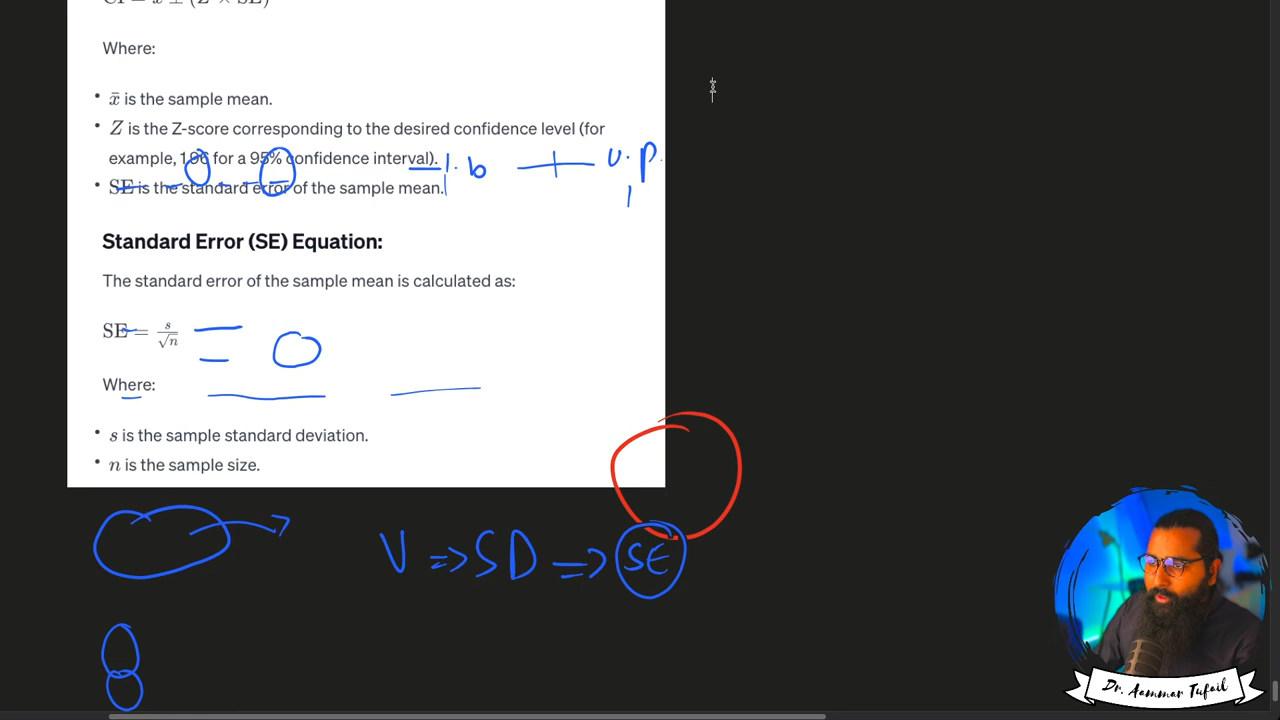 CI = x̄ ± (Z × SE)
Where:
• x̄ is the sample mean.
• Z is the Z-score corresponding to the desired confidence level (for
example, 1.96 for a 95% confidence interval).
l.b
u.p.
• SE is the standard error of the sample mean.
Standard Error (SE) Equation:
The standard error of the sample mean is calculated as:
SE = s/√n
Where:
• s is the sample standard deviation.
• n is the sample size.
V => SD => SE
Dr. Aammar Tufail